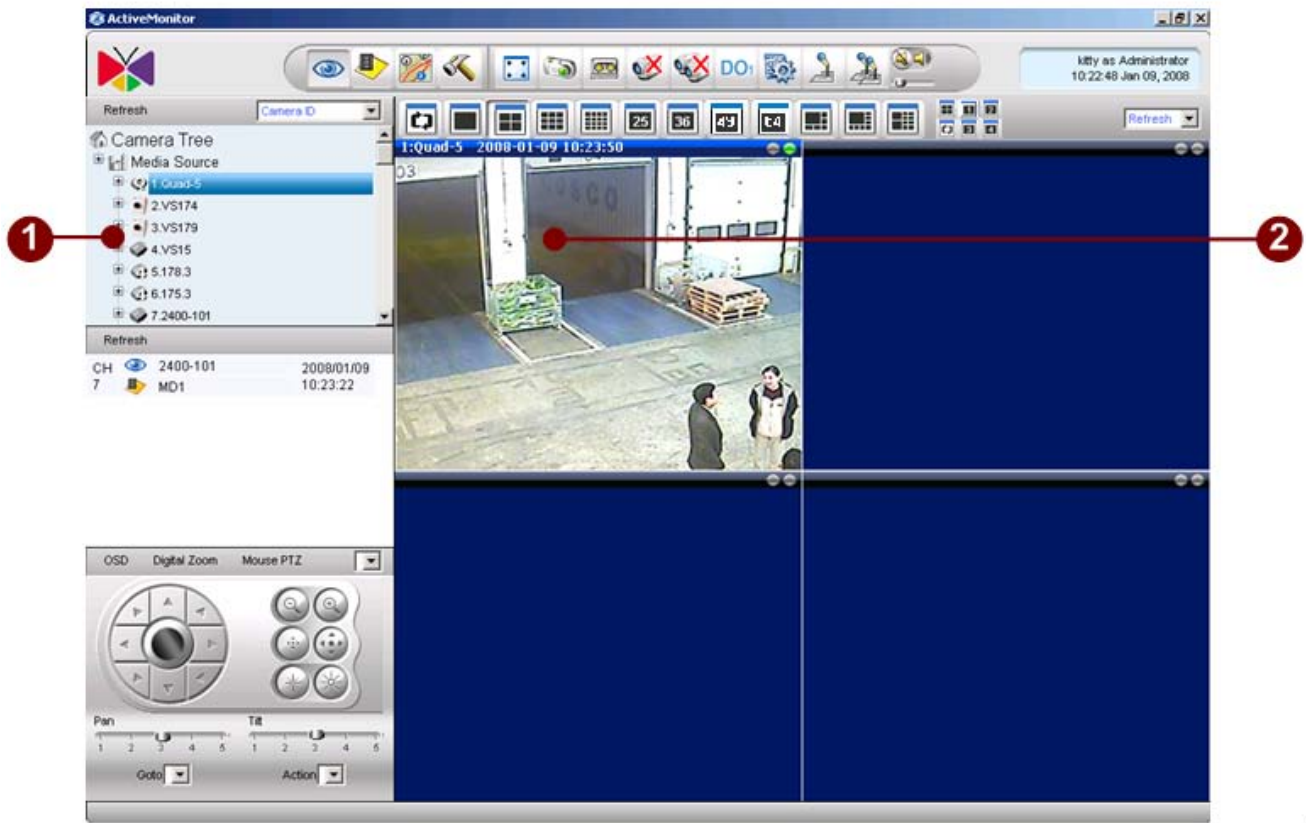 ActiveMonitor
DO1
kitty as Administrator
10:22:48 Jan 09, 2008
Refresh
Camera ID
25
36
49
64
Refresh
Camera Tree
Media Source
1.Quad-5
2.VS174
3.VS179
4.VS15
5.178.3
6.175.3
7.2400-101
1:Quad-5 2008-01-09 10:23:50
03
1
2
Refresh
CH 2400-101 2008/01/09
7 MD1 10:23:22
OSD Digital Zoom Mouse PTZ
Pan Tilt
1 2 3 4 5 1 2 3 4 5
Goto Action